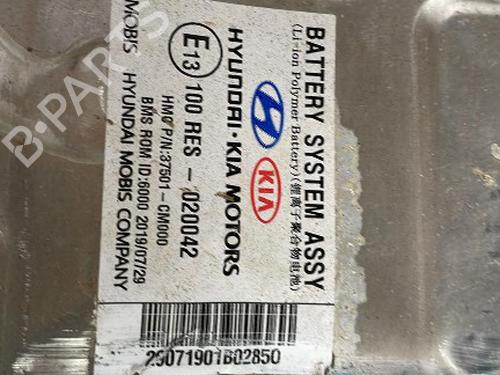 BATTERY SYSTEM ASSY
(Li-ion Polymer Battery)(锂离子聚合物电池)
KIA
HYUNDAI · KIA MOTORS
E13 100 RES - 020042
HMC P/N:37501-CM000
BMS ROM ID:6000 2019/07/29
MOBIS HYUNDAI MOBIS COMPANY
29071901B02850
B-PARTS